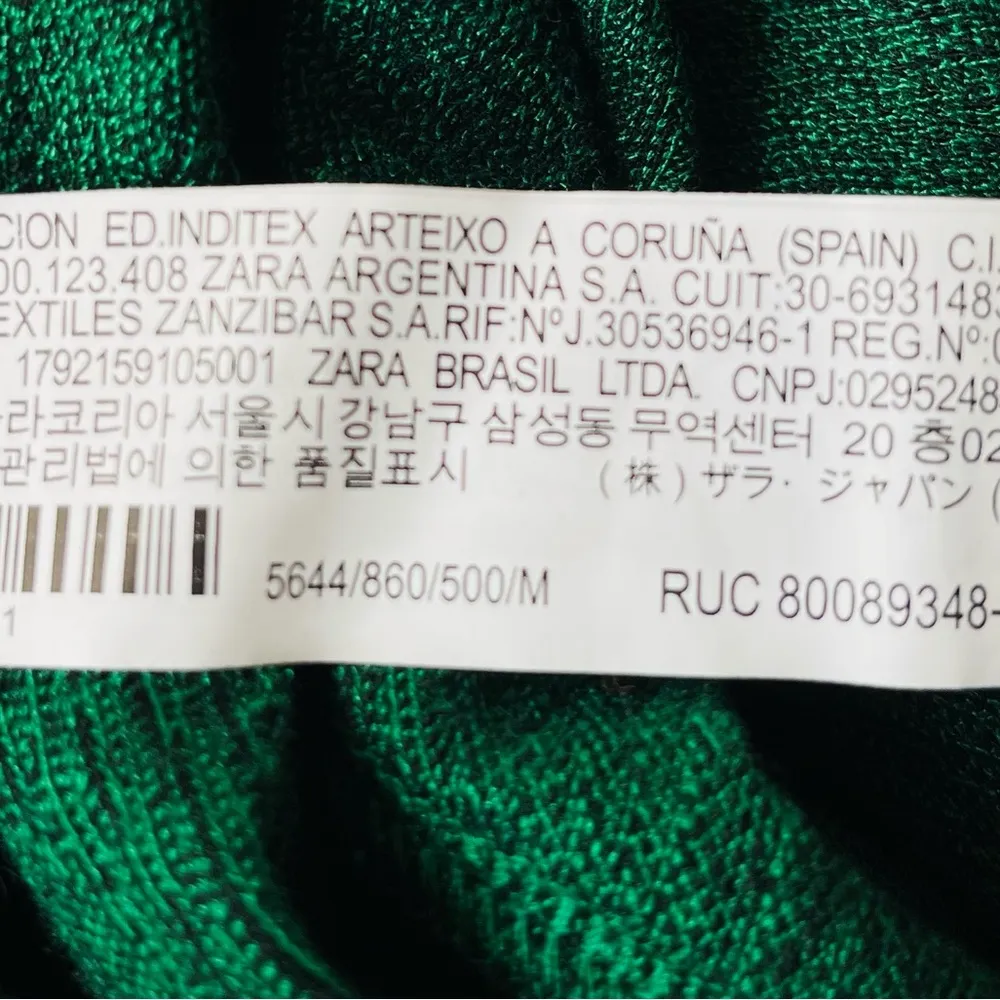 CION ED.INDITEX ARTEIXO A CORUÑA (SPAIN) C.I.
00.123.408 ZARA ARGENTINA S.A. CUIT:30-693148
EXTILES ZANZIBAR S.A.RIF:NºJ.30536946-1 REG.Nº:
1792159105001 ZARA BRASIL LTDA. CNPJ:0295248
라코리아 서울시 강남구 삼성동 무역센터 20 층02
관리법에 의한 품질표시 (株)ザラ・ジャパン (
5644/860/500/M RUC 80089348-
1